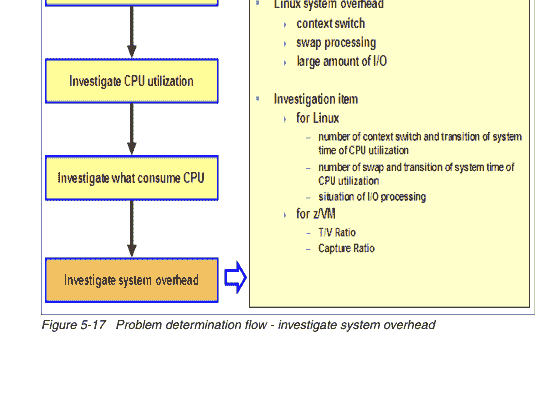 Linux system overhead
context switch
swap processing
large amount of I/O
Investigate CPU utilization
Investigation item
for Linux
– number of context switch and transition of system
time of CPU utilization
– number of swap and transition of system time of
CPU utilization
– situation of I/O processing
Investigate what consume CPU
for z/VM
– T/V Ratio
– Capture Ratio
Investigate system overhead
Figure 5-17 Problem determination flow - investigate system overhead